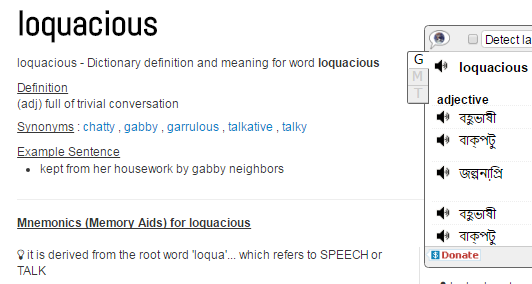 loquacious
loquacious - Dictionary definition and meaning for word loquacious
Definition
(adj) full of trivial conversation
Synonyms : chatty , gabby , garrulous , talkative , talky
Example Sentence
kept from her housework by gabby neighbors
Mnemonics (Memory Aids) for loquacious
it is derived from the root word 'loqua'... which refers to SPEECH or
TALK
Detect la
G
M
T
loquacious
adjective
বহুভাষী
বাক্পটু
জল্পনাপ্রি
বহুভাষী
বাক্পটু
Donate